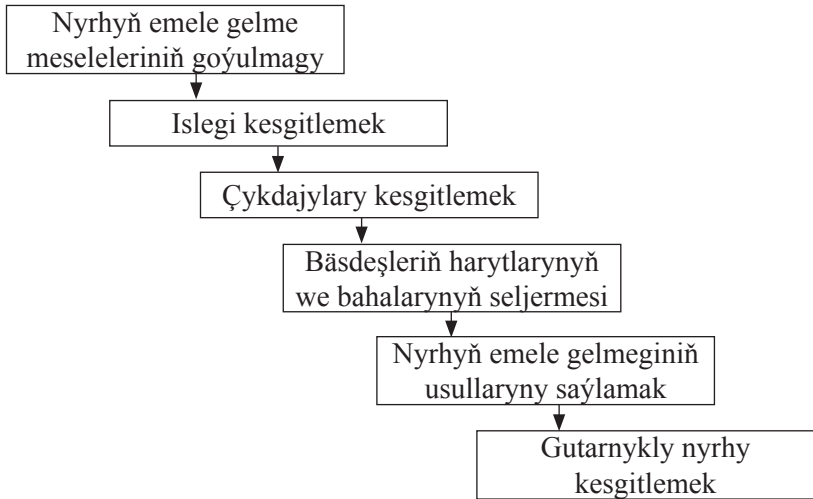 Nyrhyň emele gelme
meseleleriniň goýulmagy
Islegi kesgitlemek
Çykdajylary kesgitlemek
Bäsdeşleriň harytlarynyň
we bahalarynyň seljermesi
Nyrhyň emele gelmeginiň
usullaryny saýlamak
Gutarnykly nyrhy
kesgitlemek